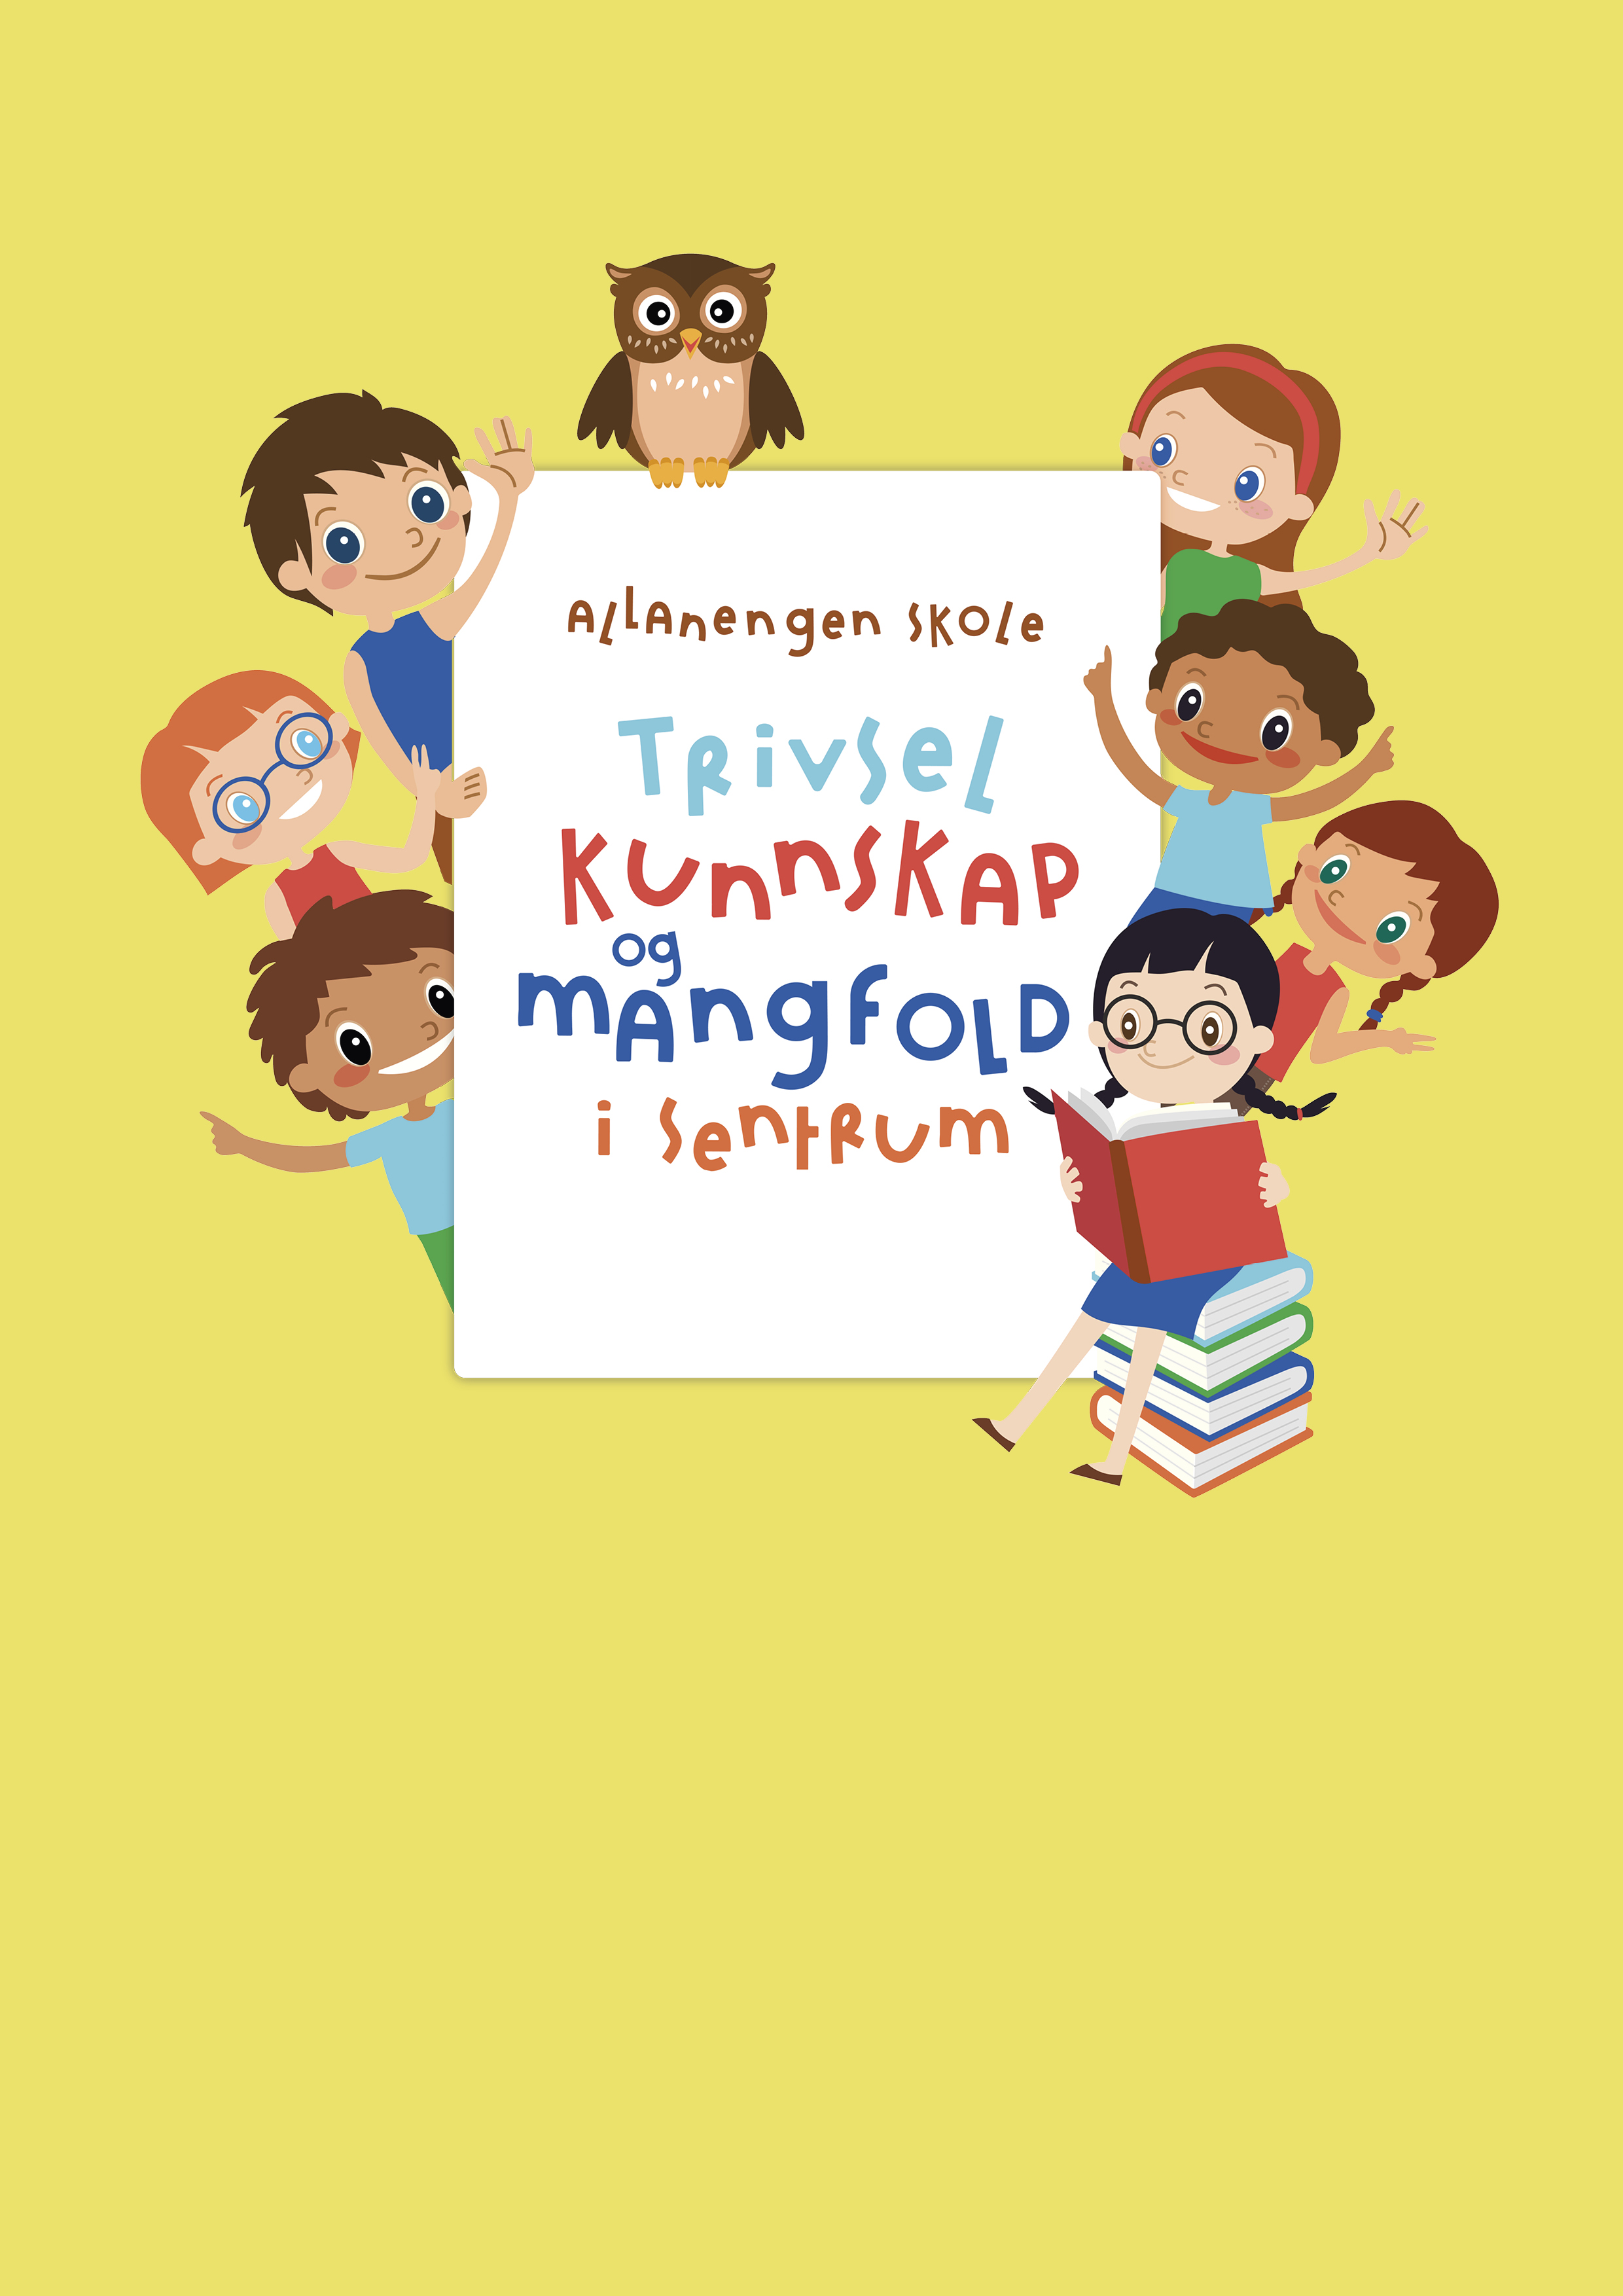 Allanengen skole
Trivsel
Kunnskap
og
mangfold
i sentrum